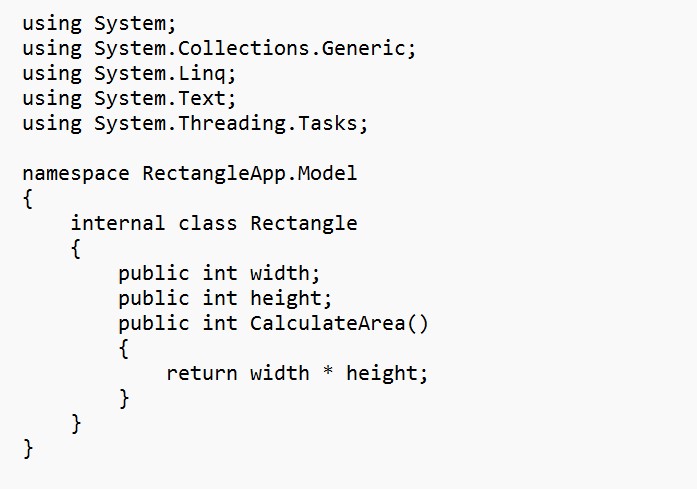 using System;
using System.Collections.Generic;
using System.Linq;
using System.Text;
using System.Threading.Tasks;

namespace RectangleApp.Model
{
    internal class Rectangle
    {
        public int width;
        public int height;
        public int CalculateArea()
        {
            return width * height;
        }
    }
}